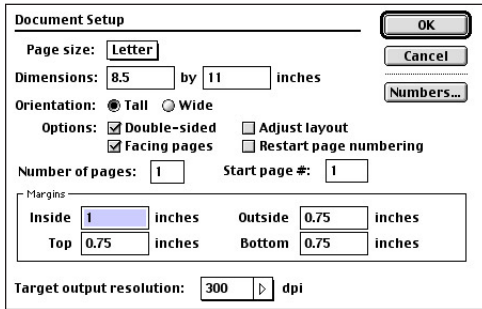 Document Setup
OK
Page size: Letter
Cancel
Dimensions: 8.5 by 11 inches
Numbers...
Orientation: Tall Wide
Options: Double-sided Adjust layout
Facing pages Restart page numbering
Number of pages: 1 Start page #: 1
Margins
Inside 1 inches Outside 0.75 inches
Top 0.75 inches Bottom 0.75 inches
Target output resolution: 300 dpi